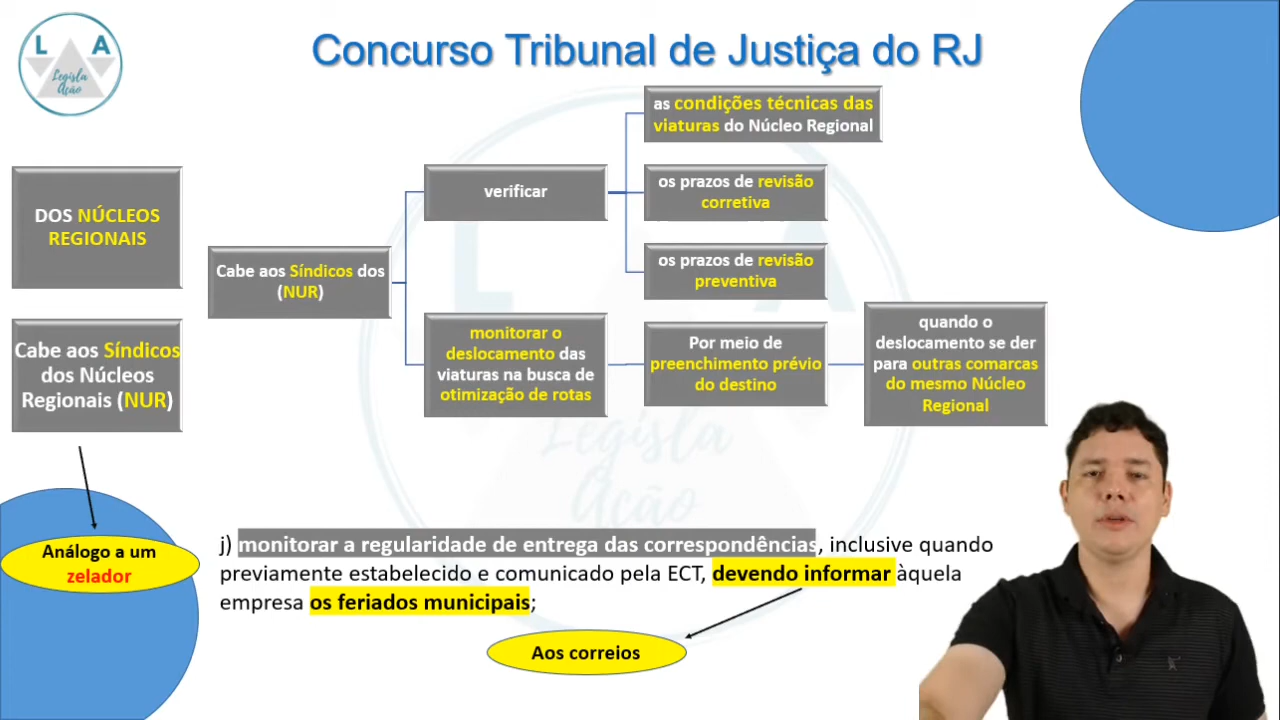 L A
Legisla
Ação
Concurso Tribunal de Justiça do RJ
DOS NÚCLEOS
REGIONAIS
Cabe aos Síndicos
dos Núcleos
Regionais (NUR)
Análogo a um
zelador
Cabe aos Síndicos dos
(NUR)
verificar
as condições técnicas das
viaturas do Núcleo Regional
os prazos de revisão
corretiva
os prazos de revisão
preventiva
monitorar o
deslocamento das
viaturas na busca de
otimização de rotas
Por meio de
preenchimento prévio
do destino
quando o
deslocamento se der
para outras comarcas
do mesmo Núcleo
Regional
L A
Legisla
Ação
j) monitorar a regularidade de entrega das correspondências, inclusive quando
previamente estabelecido e comunicado pela ECT, devendo informar àquela
empresa os feriados municipais;
Aos correios